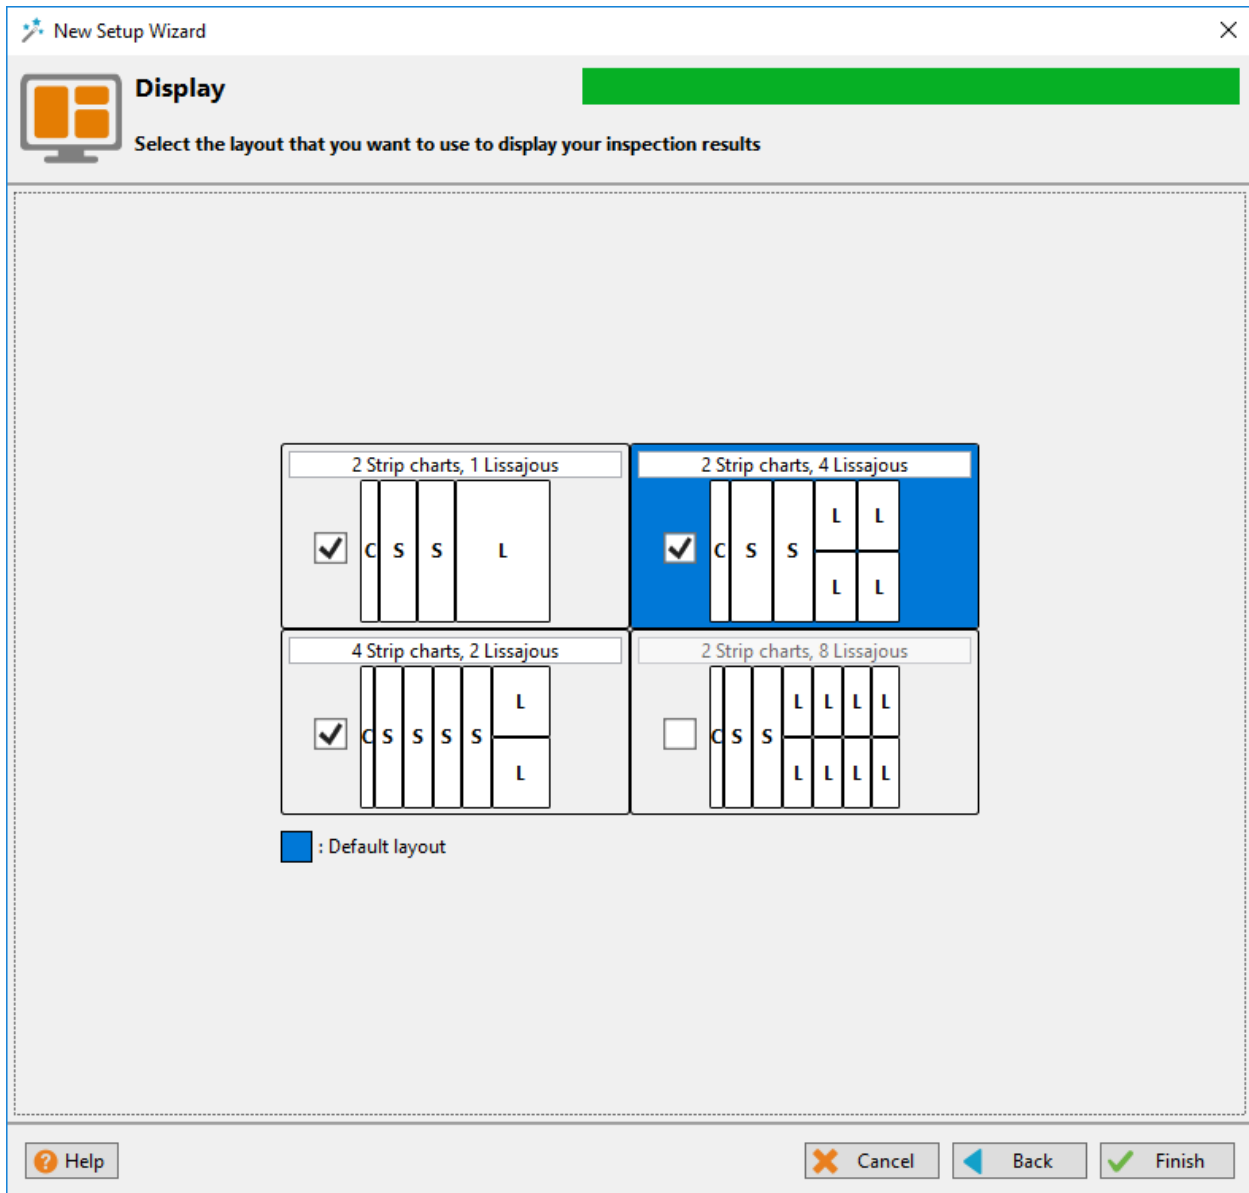 New Setup Wizard
Display
Select the layout that you want to use to display your inspection results
2 Strip charts, 1 Lissajous
C S S L
2 Strip charts, 4 Lissajous
C S S L L
L L
4 Strip charts, 2 Lissajous
C S S S S L
L
2 Strip charts, 8 Lissajous
C S S L L L L
L L L L
: Default layout
Help
Cancel
Back
Finish